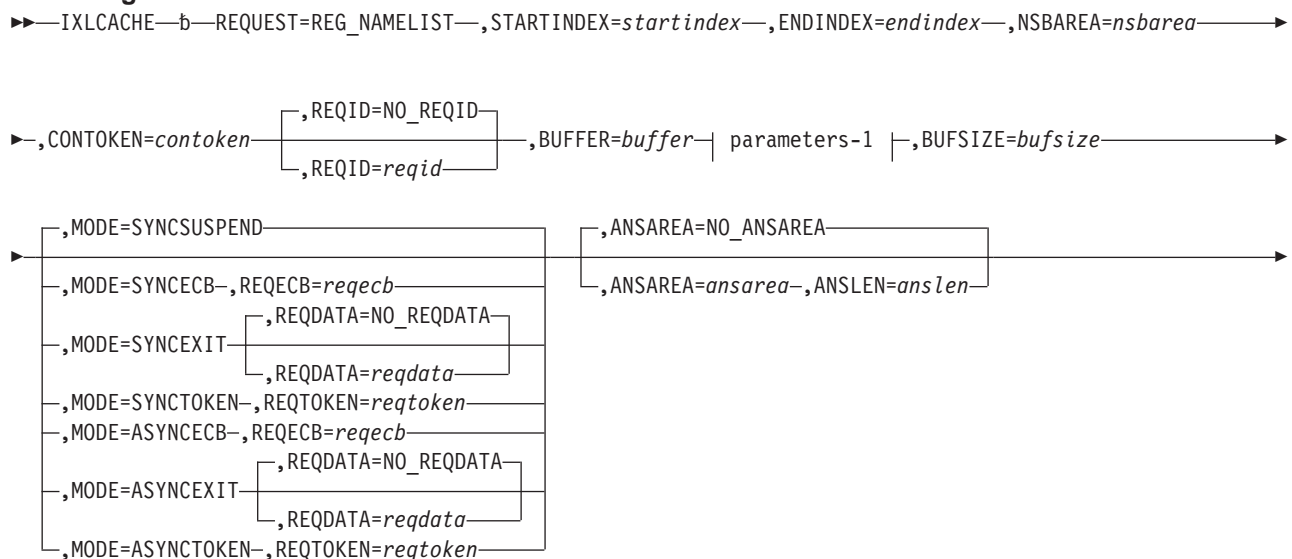 IXLCACHE ƀ REQUEST=REG_NAMELIST ,STARTINDEX=startindex ,ENDINDEX=endindex ,NSBAREA=nsbarea
,REQID=NO_REQID
,CONTOKEN=contoken ,BUFFER=buffer parameters-1 ,BUFSIZE=bufsize
,REQID=reqid
,MODE=SYNCSUSPEND ,ANSAREA=NO_ANSAREA
,MODE=SYNCECB ,REQECB=reqecb ,ANSAREA=ansarea ,ANSLEN=anslen
,REQDATA=NO_REQDATA
,MODE=SYNCEXIT
,REQDATA=reqdata
,MODE=SYNCTOKEN ,REQTOKEN=reqtoken
,MODE=ASYNCECB ,REQECB=reqecb
,REQDATA=NO_REQDATA
,MODE=ASYNCEXIT
,REQDATA=reqdata
,MODE=ASYNCTOKEN ,REQTOKEN=reqtoken